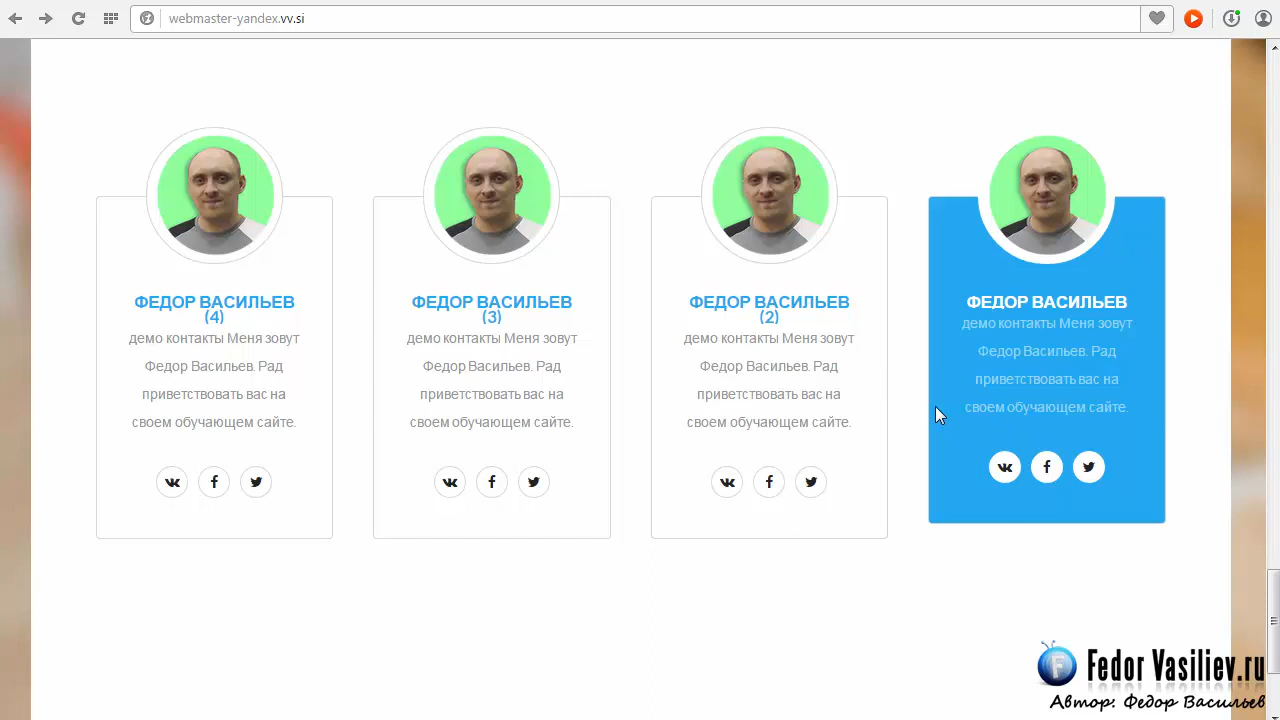 webmaster-yandex.vv.si
ФЕДОР ВАСИЛЬЕВ
(4)
демо контакты Меня зовут
Федор Васильев. Рад
приветствовать вас на
своем обучающем сайте.
ФЕДОР ВАСИЛЬЕВ
(3)
демо контакты Меня зовут
Федор Васильев. Рад
приветствовать вас на
своем обучающем сайте.
ФЕДОР ВАСИЛЬЕВ
(2)
демо контакты Меня зовут
Федор Васильев. Рад
приветствовать вас на
своем обучающем сайте.
ФЕДОР ВАСИЛЬЕВ
демо контакты Меня зовут
Федор Васильев. Рад
приветствовать вас на
своем обучающем сайте.
Fedor Vasiliev.ru
Автор: Федор Васильев